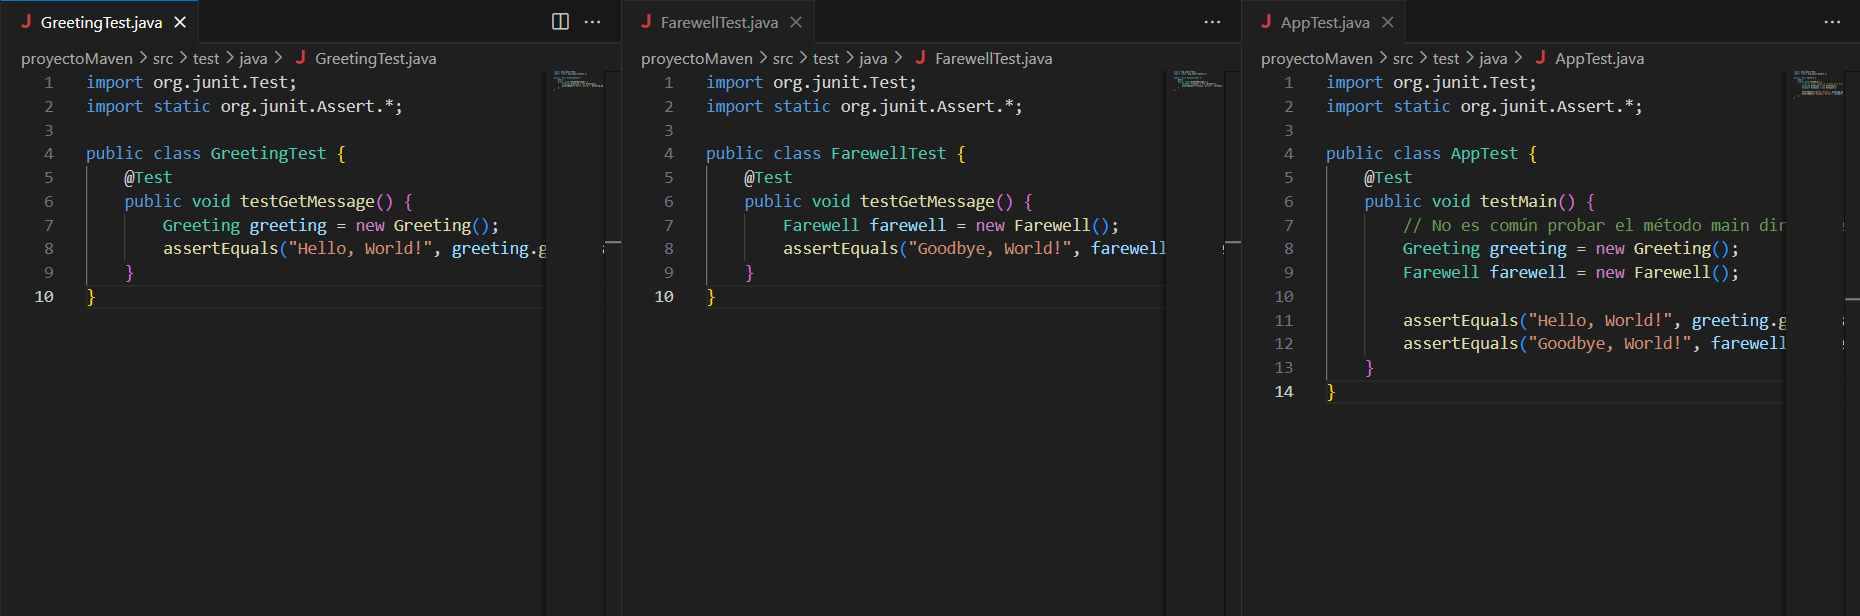 GreetingTest.java
proyectoMaven > src > test > java > GreetingTest.java
1 import org.junit.Test;
2 import static org.junit.Assert.*;
3
4 public class GreetingTest {
5 @Test
6 public void testGetMessage() {
7 Greeting greeting = new Greeting();
8 assertEquals("Hello, World!", greeting.g
9 }
10 }
FarewellTest.java
proyectoMaven > src > test > java > FarewellTest.java
1 import org.junit.Test;
2 import static org.junit.Assert.*;
3
4 public class FarewellTest {
5 @Test
6 public void testGetMessage() {
7 Farewell farewell = new Farewell();
8 assertEquals("Goodbye, World!", farewell
9 }
10 }
AppTest.java
proyectoMaven > src > test > java > AppTest.java
1 import org.junit.Test;
2 import static org.junit.Assert.*;
3
4 public class AppTest {
5 @Test
6 public void testMain() {
7 // No es común probar el método main dir
8 Greeting greeting = new Greeting();
9 Farewell farewell = new Farewell();
10
11 assertEquals("Hello, World!", greeting.g
12 assertEquals("Goodbye, World!", farewell
13 }
14 }